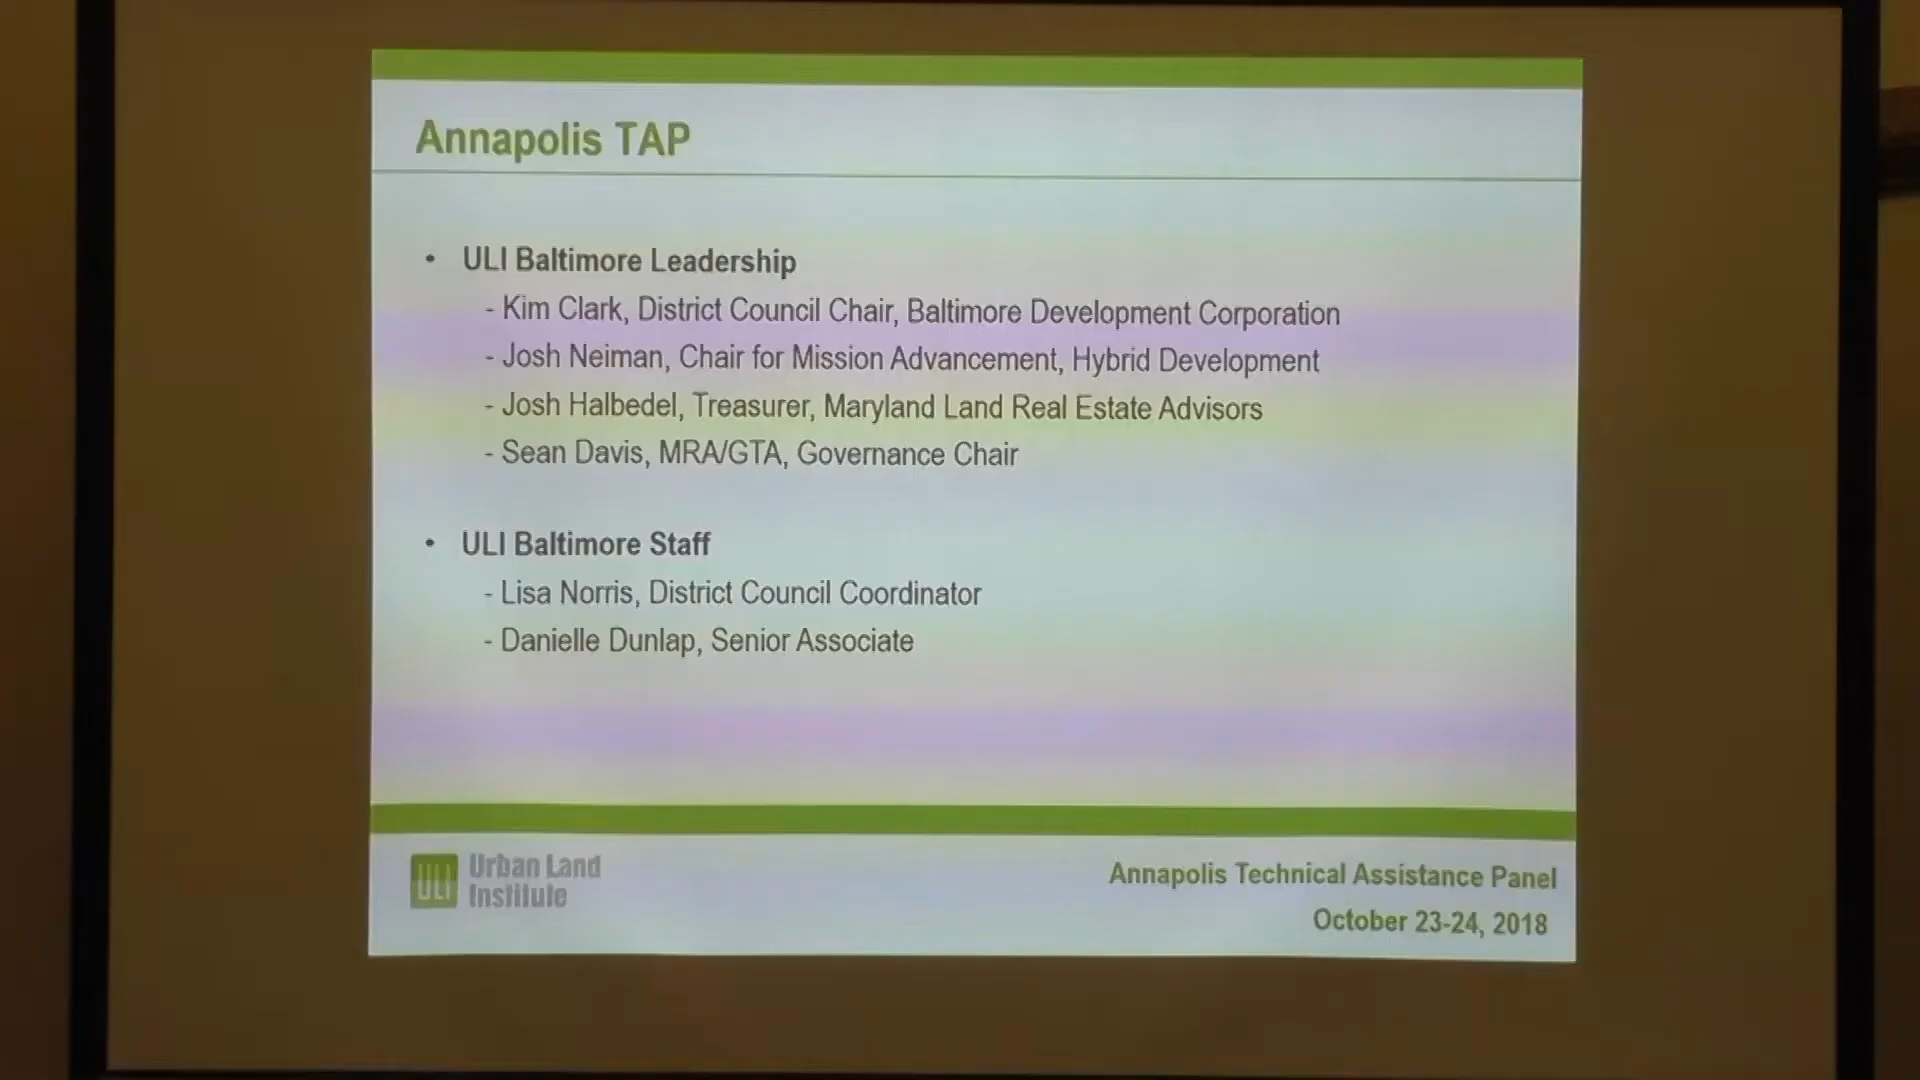 Annapolis TAP
• ULI Baltimore Leadership
- Kim Clark, District Council Chair, Baltimore Development Corporation
- Josh Neiman, Chair for Mission Advancement, Hybrid Development
- Josh Halbedel, Treasurer, Maryland Land Real Estate Advisors
- Sean Davis, MRA/GTA, Governance Chair
• ULI Baltimore Staff
- Lisa Norris, District Council Coordinator
- Danielle Dunlap, Senior Associate
ULI Urban Land
Institute
Annapolis Technical Assistance Panel
October 23-24, 2018